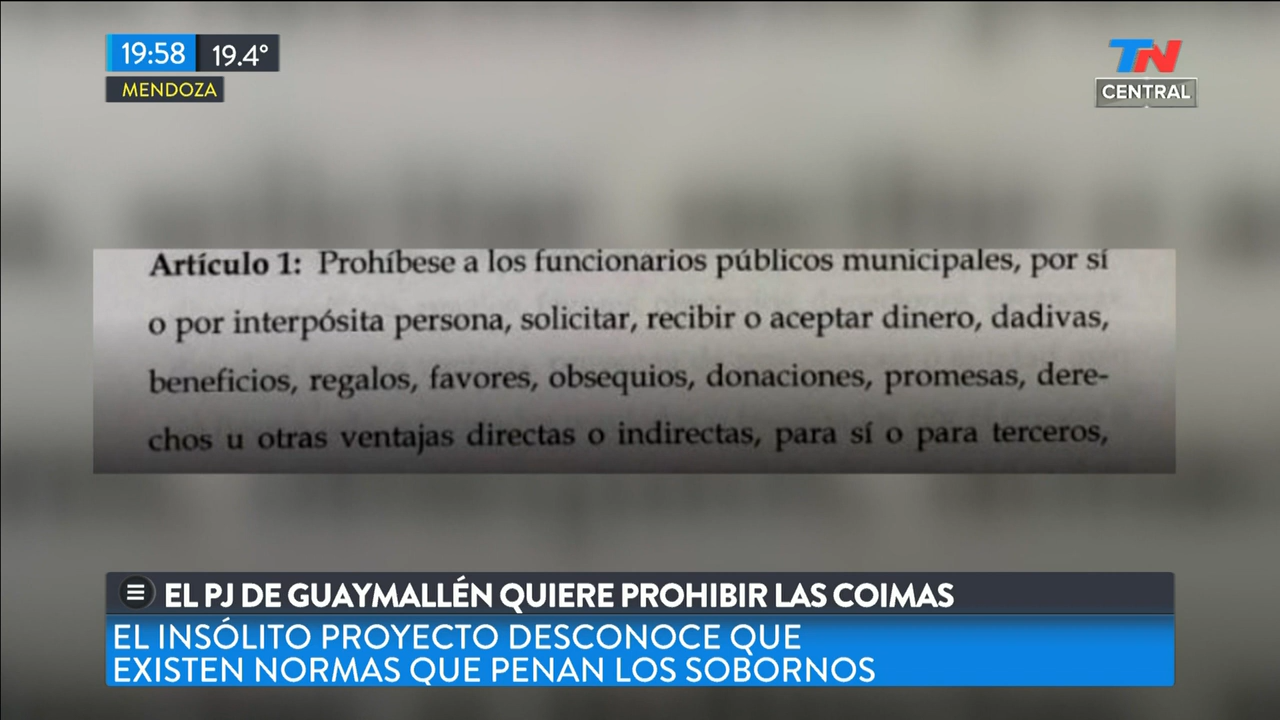 19:58 19.4°
MENDOZA
TN
CENTRAL
Artículo 1: Prohíbese a los funcionarios públicos municipales, por sí
o por interpósita persona, solicitar, recibir o aceptar dinero, dadivas,
beneficios, regalos, favores, obsequios, donaciones, promesas, dere-
chos u otras ventajas directas o indirectas, para sí o para terceros,
EL PJ DE GUAYMALLÉN QUIERE PROHIBIR LAS COIMAS
EL INSÓLITO PROYECTO DESCONOCE QUE
EXISTEN NORMAS QUE PENAN LOS SOBORNOS